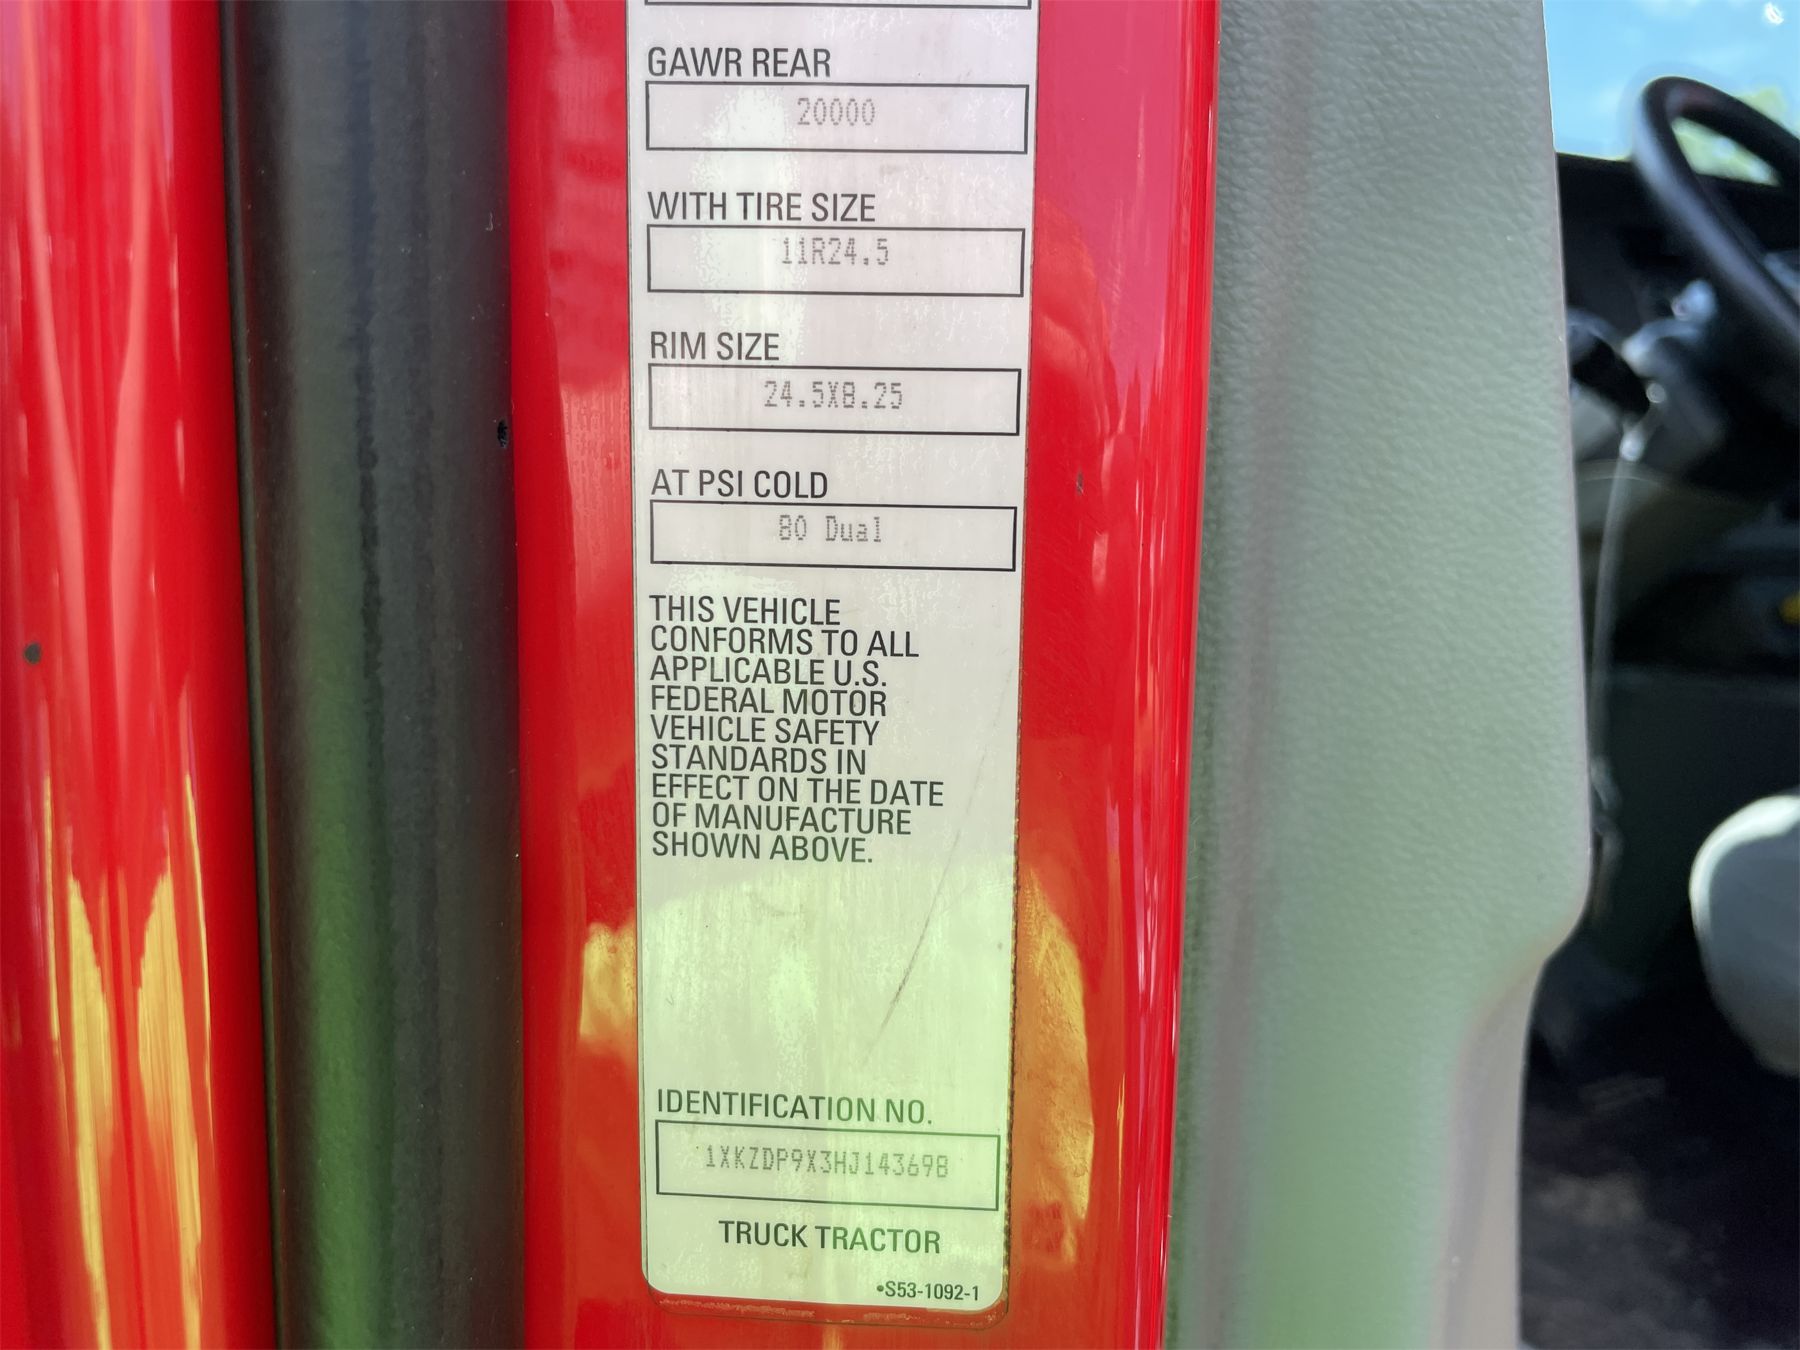 GAWR REAR
20000
WITH TIRE SIZE
11R24.5
RIM SIZE
24.5X8.25
AT PSI COLD
80 Dual
THIS VEHICLE
CONFORMS TO ALL
APPLICABLE U.S.
FEDERAL MOTOR
VEHICLE SAFETY
STANDARDS IN
EFFECT ON THE DATE
OF MANUFACTURE
SHOWN ABOVE.
IDENTIFICATION NO.
1XKZDP9X3HJ143698
TRUCK TRACTOR
•S53-1092-1